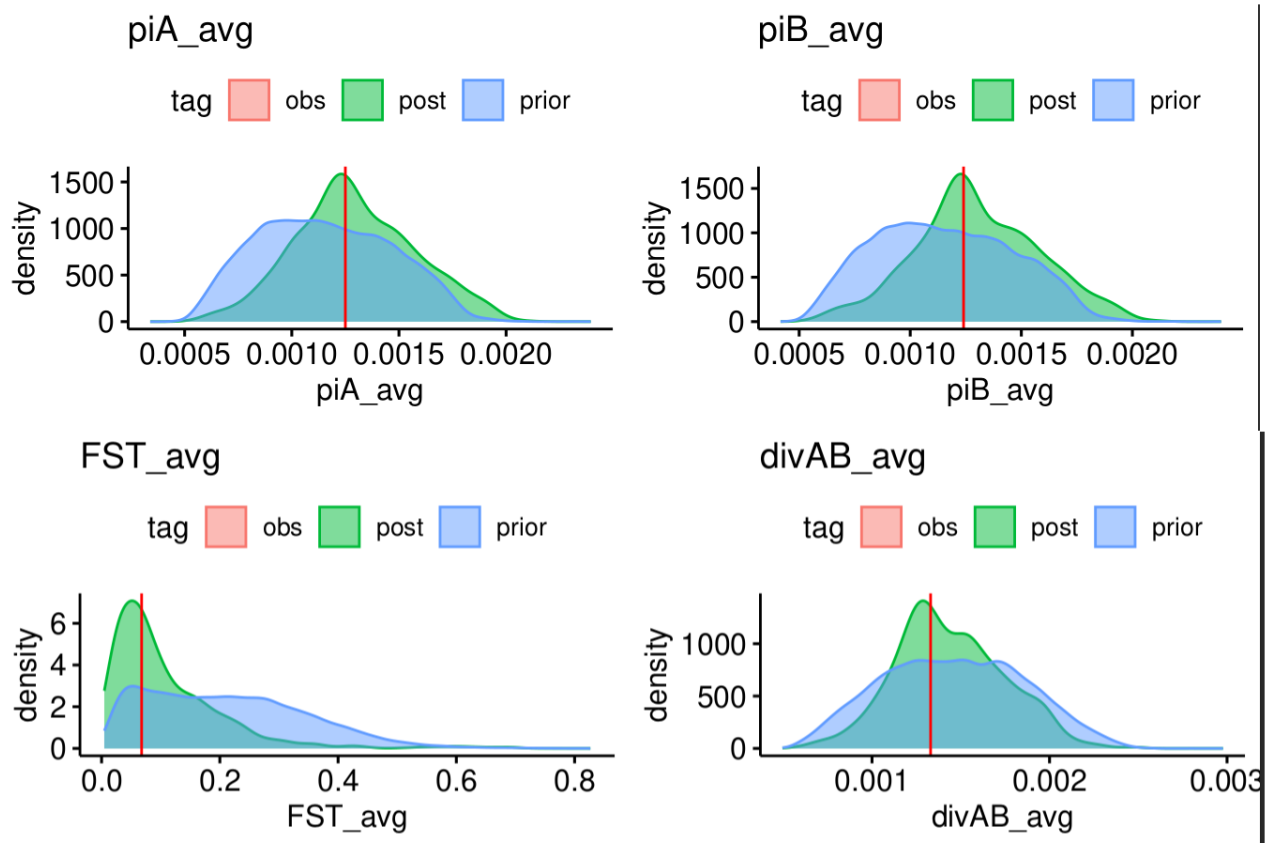 piA_avg
tag obs post prior
density
1500
1000
500
0
0.0005 0.0010 0.0015 0.0020
piA_avg
piB_avg
tag obs post prior
density
1500
1000
500
0
0.0005 0.0010 0.0015 0.0020
piB_avg
FST_avg
tag obs post prior
density
6
4
2
0
0.0 0.2 0.4 0.6 0.8
FST_avg
divAB_avg
tag obs post prior
density
1000
500
0
0.001 0.002 0.003
divAB_avg